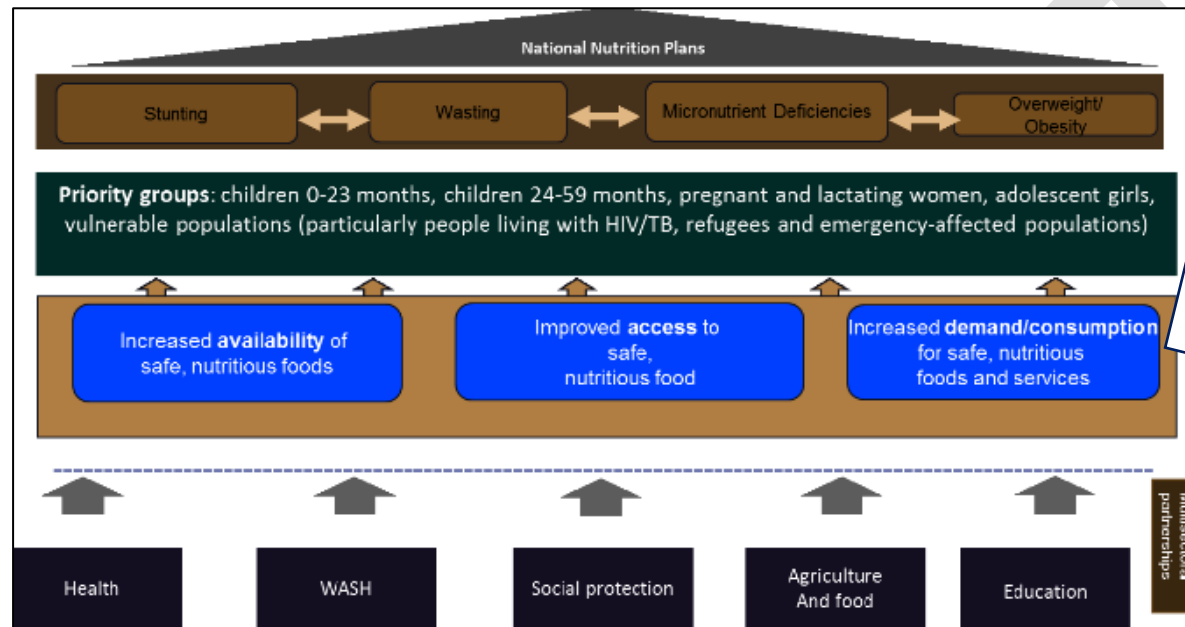 National Nutrition Plans
Stunting
Wasting
Micronutrient Deficiencies
Overweight/
Obesity
Priority groups: children 0-23 months, children 24-59 months, pregnant and lactating women, adolescent girls,
vulnerable populations (particularly people living with HIV/TB, refugees and emergency-affected populations)
Increased availability of
safe, nutritious foods
Improved access to
safe,
nutritious food
Increased demand/consumption
for safe, nutritious
foods and services
Health
WASH
Social protection
Agriculture
And food
Education
partnerships